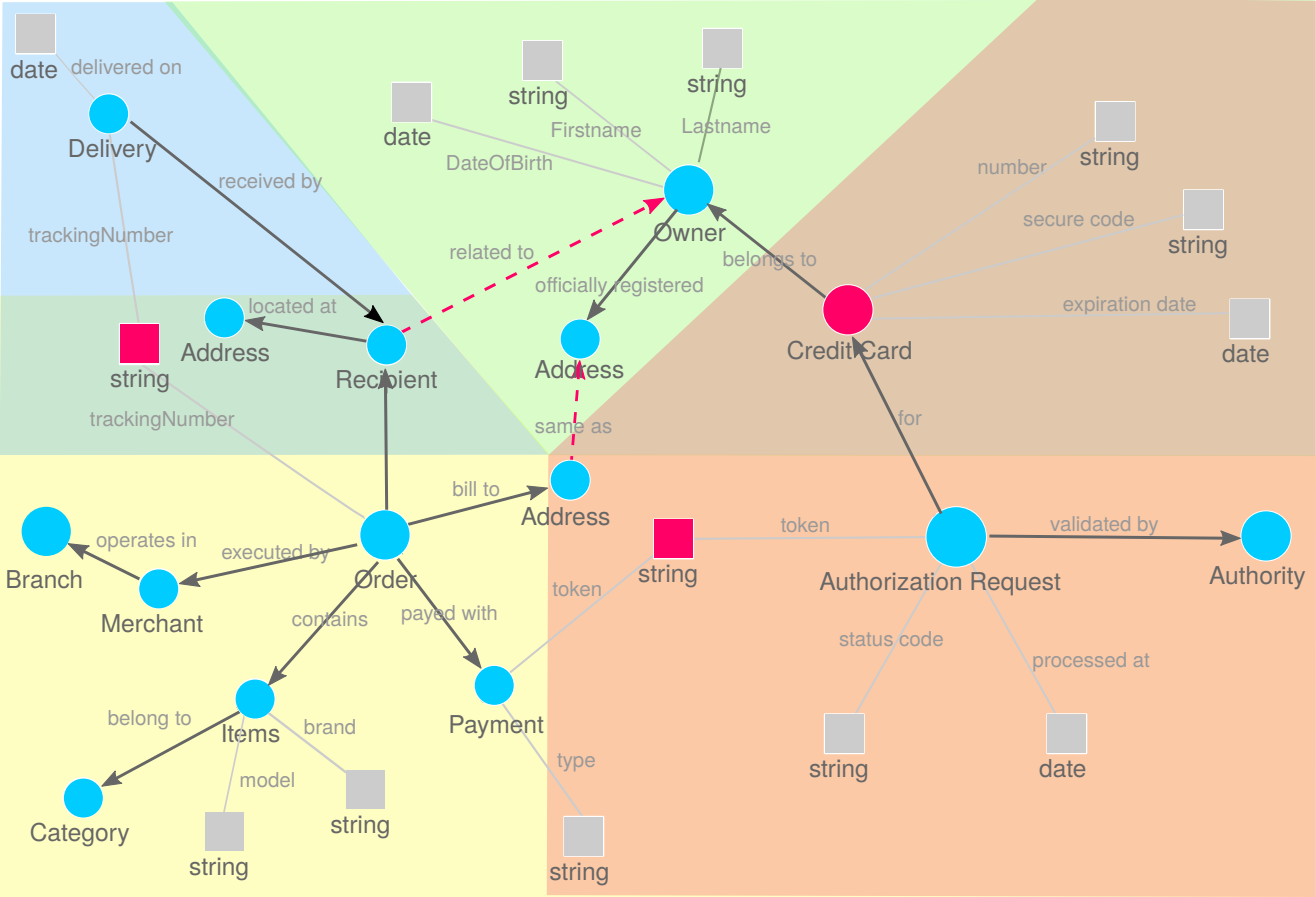 date
delivered on
Delivery
received by
trackingNumber
located at
Address
string
Recipient
trackingNumber
string
string
date
Firstname
Lastname
DateOfBirth
Owner
related to
officially registered
belongs to
Address
same as
string
number
secure code
string
expiration date
date
Credit Card
for
bill to
Address
operates in
executed by
Branch
Order
Merchant
contains
payed with
token
string
token
Authorization Request
validated by
Authority
status code
processed at
belong to
Items
brand
Payment
model
type
Category
string
string
string
string
date